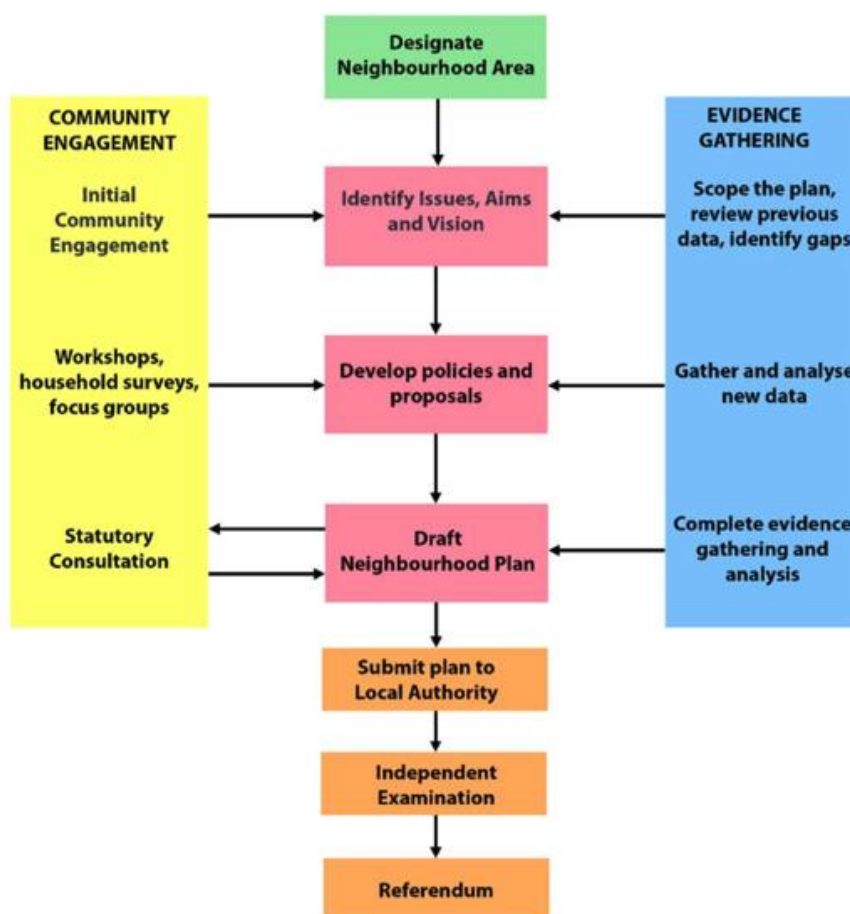 Designate
Neighbourhood Area
COMMUNITY
ENGAGEMENT
Initial
Community
Engagement
Workshops,
household surveys,
focus groups
Statutory
Consultation
Identify Issues, Aims
and Vision
Develop policies and
proposals
Draft
Neighbourhood Plan
EVIDENCE
GATHERING
Scope the plan,
review previous
data, identify gaps
Gather and analyse
new data
Complete evidence
gathering and
analysis
Submit plan to
Local Authority
Independent
Examination
Referendum